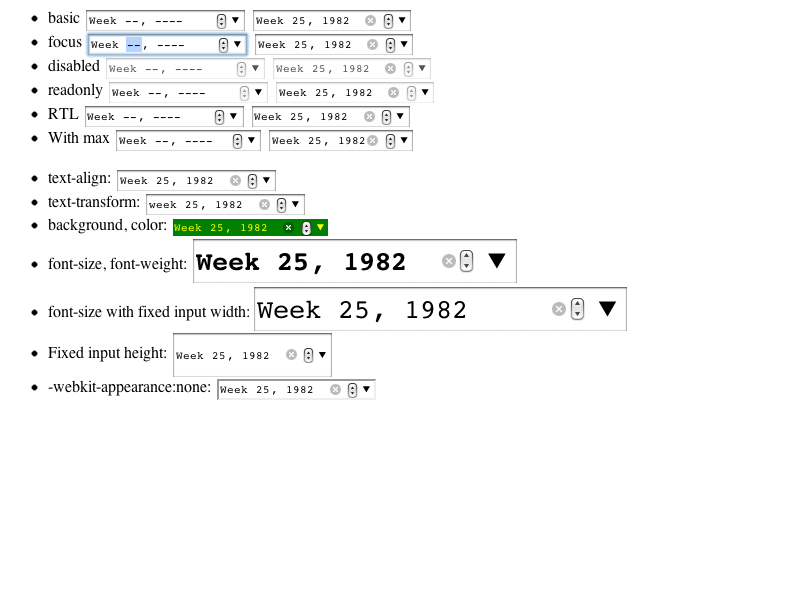 basic Week --, ---- Week 25, 1982
focus Week --, ---- Week 25, 1982
disabled Week --, ---- Week 25, 1982
readonly Week --, ---- Week 25, 1982
RTL Week --, ---- Week 25, 1982
With max Week --, ---- Week 25, 1982
text-align: Week 25, 1982
text-transform: week 25, 1982
background, color: Week 25, 1982
font-size, font-weight: Week 25, 1982
font-size with fixed input width: Week 25, 1982
Fixed input height: Week 25, 1982
-webkit-appearance:none: Week 25, 1982